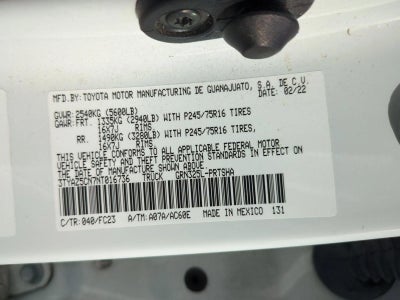 MFD.BY:TOYOTA MOTOR MANUFACTURING DE GUANAJUATO, S.A. DE C.V.
DATE: 02/22
GVWR:2540KG (5600LB)
GAWR:FRT 1335KG (2940LB) WITH P245/75R16 TIRES
16X7J RIMS,
RR 1490KG (3280LB) WITH P245/75R16 TIRES,
16X7J RIMS
THIS VEHICLE CONFORMS TO ALL APPLICABLE FEDERAL MOTOR
VEHICLE SAFETY AND THEFT PREVENTION STANDARDS IN EFFECT ON
THE DATE OF MANUFACTURE SHOWN ABOVE.
3TYAZ5CN7NT016736 TRUCK GRN325L-PRTSHA
C/TR:040/FC23 A/TM:A07A/AC60E MADE IN MEXICO 131